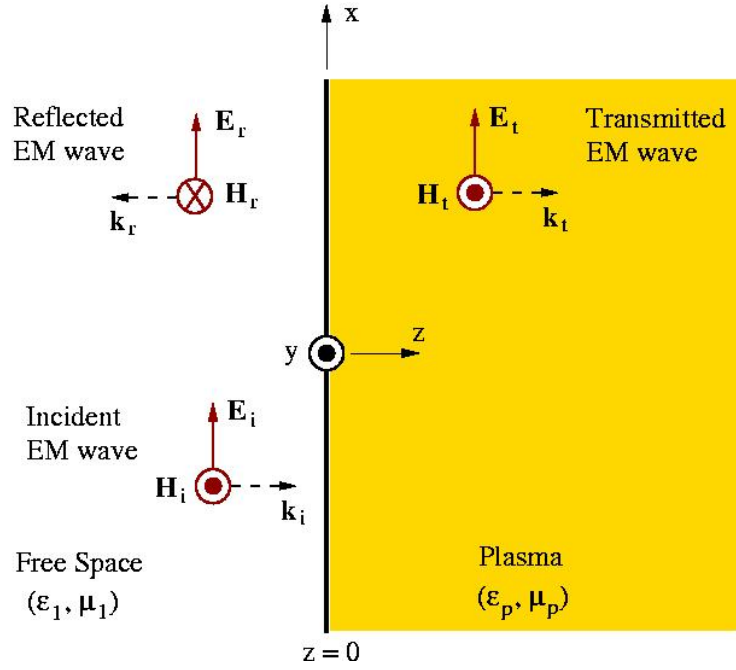 x
Reflected
EM wave
E_r
H_r
k_r
E_t
H_t
k_t
Transmitted
EM wave
y
z
Incident
EM wave
E_i
H_i
k_i
Free Space
(ε_1, μ_1)
Plasma
(ε_p, μ_p)
z = 0